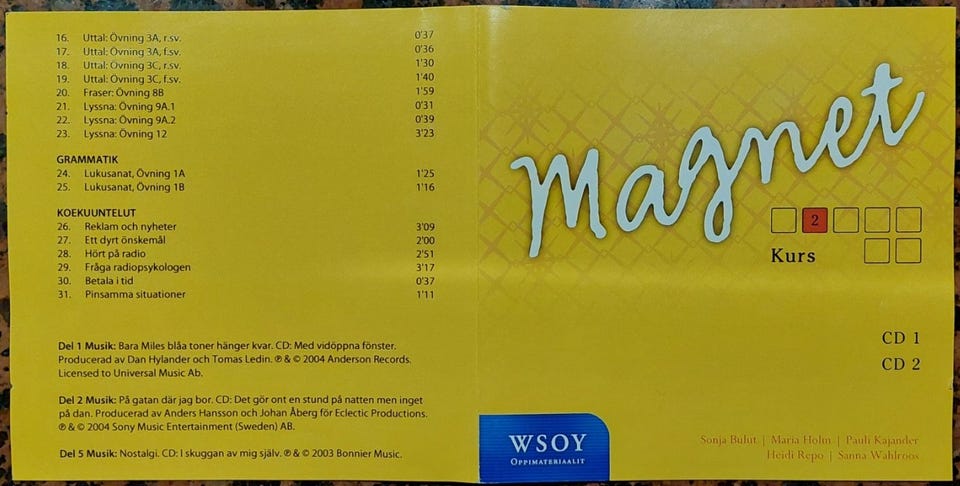 16. Uttal: Övning 3A, r.sv. 0'37
17. Uttal: Övning 3A, f.sv. 0'36
18. Uttal: Övning 3C, r.sv. 1'30
19. Uttal: Övning 3C, f.sv. 1'40
20. Fraser: Övning 8B 1'59
21. Lyssna: Övning 9A.1 0'31
22. Lyssna: Övning 9A.2 0'39
23. Lyssna: Övning 12 3'23
GRAMMATIK
24. Lukusanat, Övning 1A 1'25
25. Lukusanat, Övning 1B 1'16
KOEKUUNTELUT
26. Reklam och nyheter 3'09
27. Ett dyrt önskemål 2'00
28. Hört på radio 2'51
29. Fråga radiopsykologen 3'17
30. Betala i tid 0'37
31. Pinsamma situationer 1'11
Del 1 Musik: Bara Miles blåa toner hänger kvar. CD: Med vidöppna fönster.
Producerad av Dan Hylander och Tomas Ledin. ℗ & © 2004 Anderson Records.
Licensed to Universal Music Ab.
Del 2 Musik: På gatan där jag bor. CD: Det gör ont en stund på natten men inget
på dan. Producerad av Anders Hansson och Johan Åberg för Eclectic Productions.
℗ & © 2004 Sony Music Entertainment (Sweden) AB.
Del 5 Musik: Nostalgi. CD: I skuggan av mig själv. ℗ & © 2003 Bonnier Music.
Magnet
2
Kurs
CD 1
CD 2
WSOY
OPPIMATERIAALIT
Sonja Bulut | Maria Holm | Pauli Kajander
Heidi Repo | Sanna Wahlroos